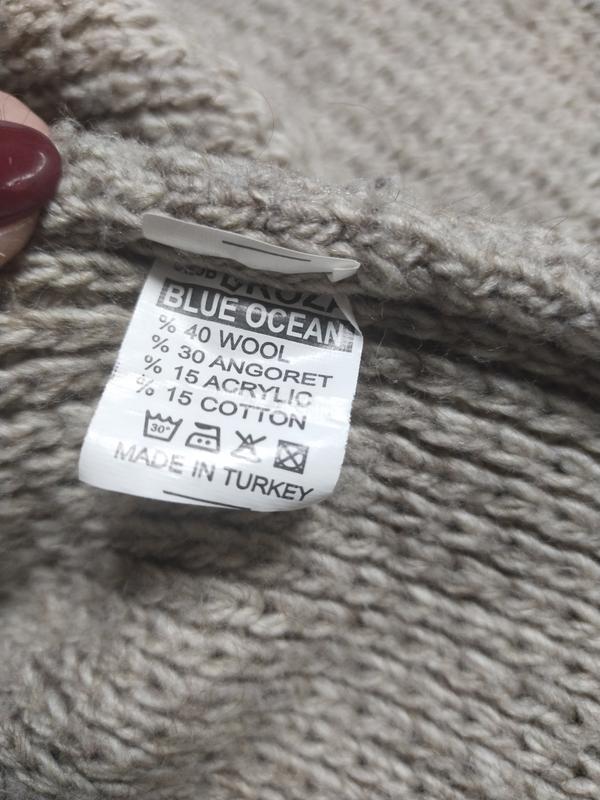 BLUE OCEAN
% 40 WOOL
% 30 ANGORET
% 15 ACRYLIC
% 15 COTTON
30°
MADE IN TURKEY